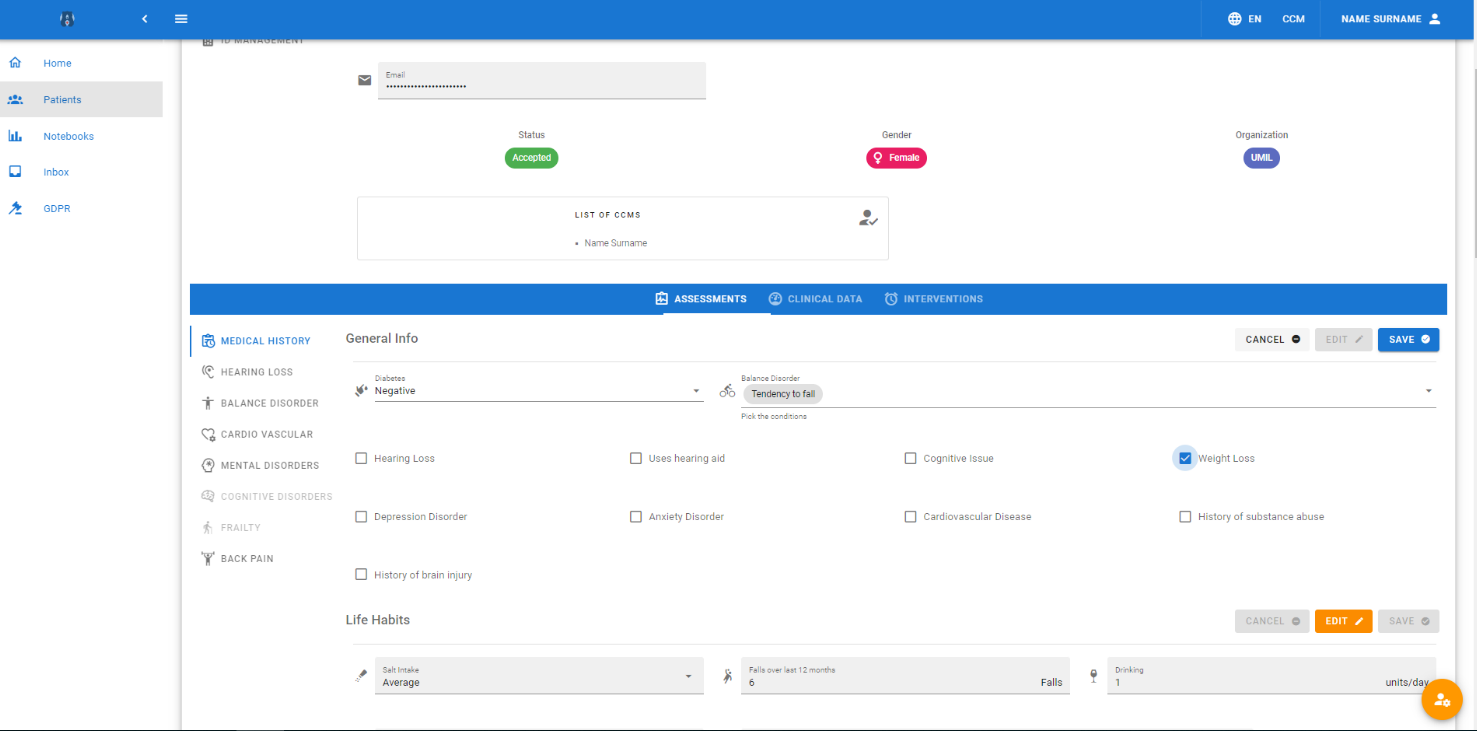 EN CCM NAME SURNAME
Home
Patients
Notebooks
Inbox
GDPR
ID MANAGEMENT
Email
•••••••••••••••••••••••
Status Gender Organization
Accepted Female UMIL
LIST OF CCMS
• Name Surname
ASSESSMENTS CLINICAL DATA INTERVENTIONS
MEDICAL HISTORY
HEARING LOSS
BALANCE DISORDER
CARDIO VASCULAR
MENTAL DISORDERS
COGNITIVE DISORDERS
FRAILTY
BACK PAIN
General Info CANCEL EDIT SAVE
Diabetes
Negative
Balance Disorder
Tendency to fall
Pick the conditions
Hearing Loss Uses hearing aid Cognitive Issue Weight Loss
Depression Disorder Anxiety Disorder Cardiovascular Disease History of substance abuse
History of brain injury
Life Habits CANCEL EDIT SAVE
Salt Intake
Average
Falls over last 12 months
6 Falls
Drinking
1 units/day